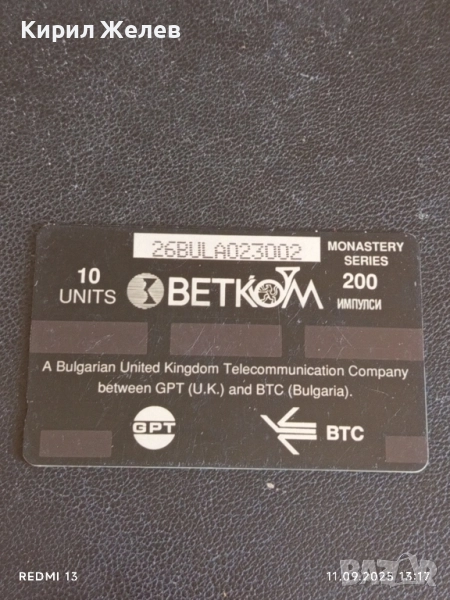 Кирил Желев
26BULA023002
MONASTERY
SERIES
10
UNITS
BETKOM
200
ИМПУЛСИ
A Bulgarian United Kingdom Telecommunication Company
between GPT (U.K.) and BTC (Bulgaria).
GPT
BTC
BAZAR
REDMI 13
11.09.2025 13:17